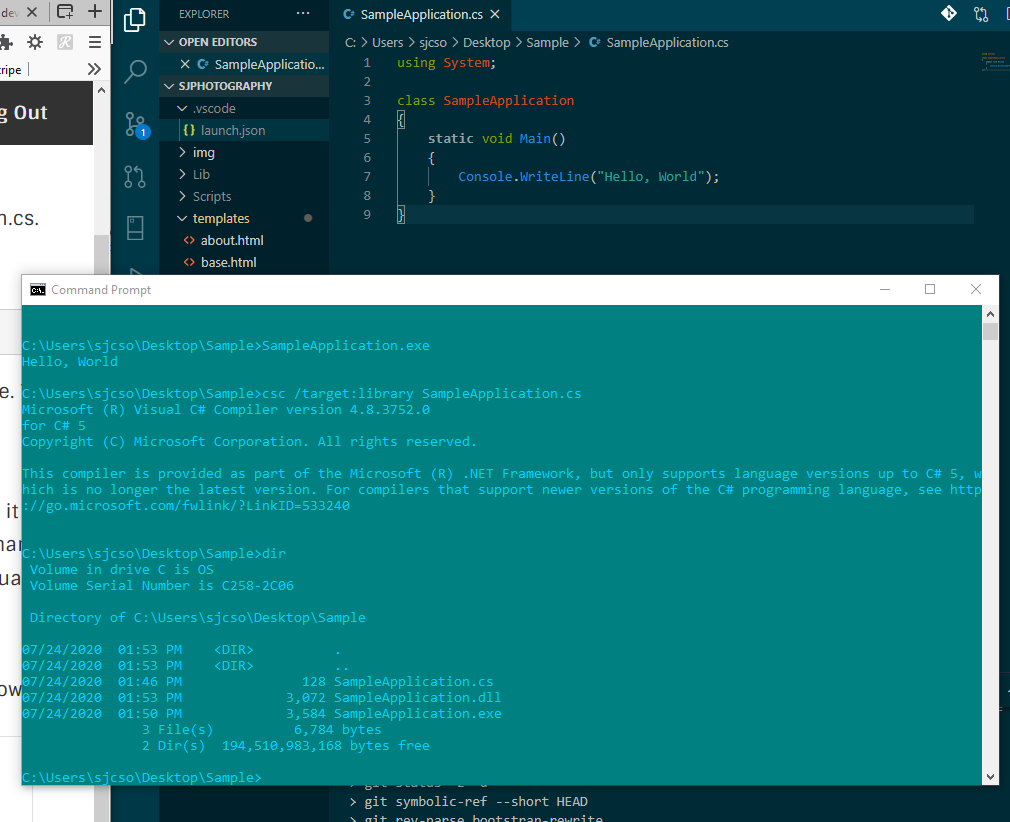 dev
ripe
g Out
n.cs.
e.
it
nar
ua
ow
EXPLORER
OPEN EDITORS
SampleApplicatio...
1
SJPHOTOGRAPHY
.vscode
{} launch.json
img
Lib
Scripts
templates
<> about.html
<> base.html
SampleApplication.cs
C: > Users > sjcso > Desktop > Sample > SampleApplication.cs
1 using System;
2
3 class SampleApplication
4 {
5 static void Main()
6 {
7 Console.WriteLine("Hello, World");
8 }
9 }
Command Prompt
C:\Users\sjcso\Desktop\Sample>SampleApplication.exe
Hello, World
C:\Users\sjcso\Desktop\Sample>csc /target:library SampleApplication.cs
Microsoft (R) Visual C# Compiler version 4.8.3752.0
for C# 5
Copyright (C) Microsoft Corporation. All rights reserved.
This compiler is provided as part of the Microsoft (R) .NET Framework, but only supports language versions up to C# 5, w
hich is no longer the latest version. For compilers that support newer versions of the C# programming language, see http
://go.microsoft.com/fwlink/?LinkID=533240
C:\Users\sjcso\Desktop\Sample>dir
Volume in drive C is OS
Volume Serial Number is C258-2C06
Directory of C:\Users\sjcso\Desktop\Sample
07/24/2020 01:53 PM <DIR> .
07/24/2020 01:53 PM <DIR> ..
07/24/2020 01:46 PM 128 SampleApplication.cs
07/24/2020 01:53 PM 3,072 SampleApplication.dll
07/24/2020 01:50 PM 3,584 SampleApplication.exe
3 File(s) 6,784 bytes
2 Dir(s) 194,510,983,168 bytes free
C:\Users\sjcso\Desktop\Sample>
> git symbolic-ref --short HEAD
> git rev-parse bootstrap-rewrite